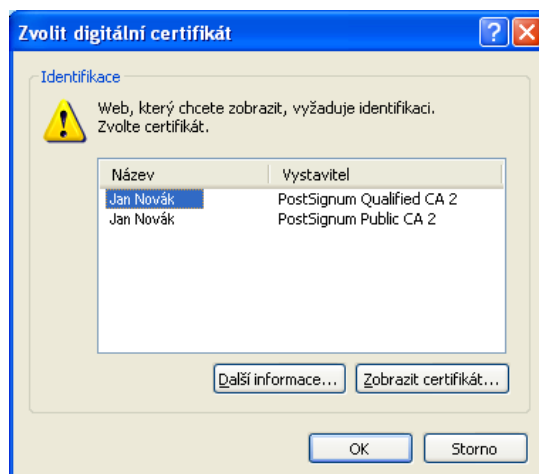 Zvolit digitální certifikát
Identifikace
Web, který chcete zobrazit, vyžaduje identifikaci.
Zvolte certifikát.
Název Vystavitel
Jan Novák PostSignum Qualified CA 2
Jan Novák PostSignum Public CA 2
Další informace... Zobrazit certifikát...
OK Storno